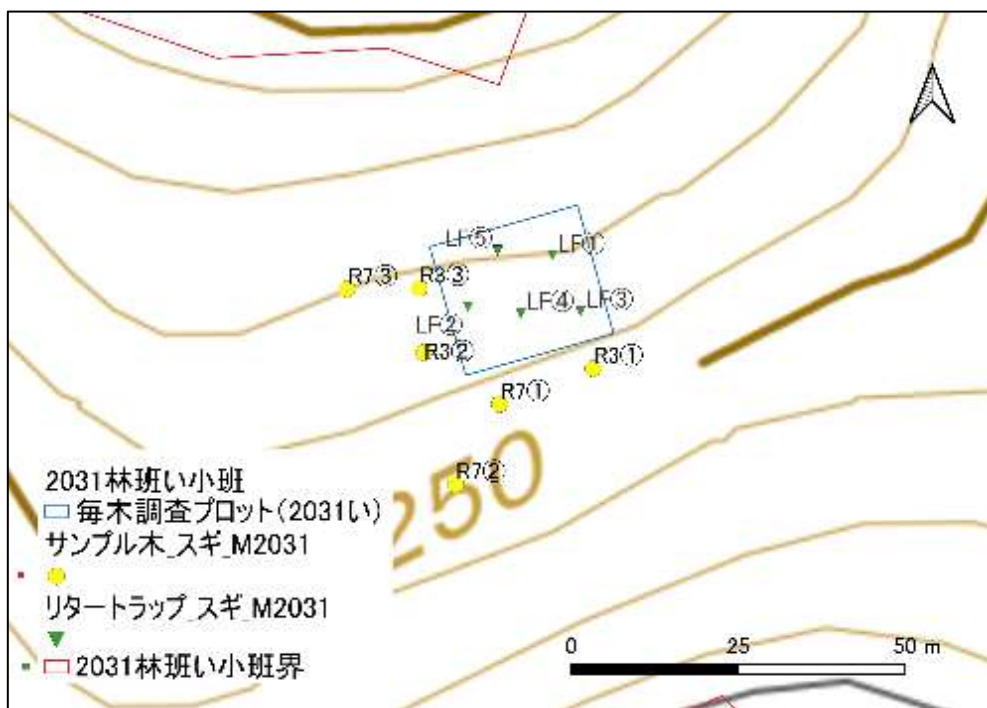 LF⑤
LF①
R7③
R3③
LF④
LF③
LF②
R3②
R3①
R7①
R7②
250
2031林班い小班
毎木調査プロット(2031い)
サンプル木_スギ_M2031
リタートラップ_スギ_M2031
2031林班い小班界
0 25 50 m